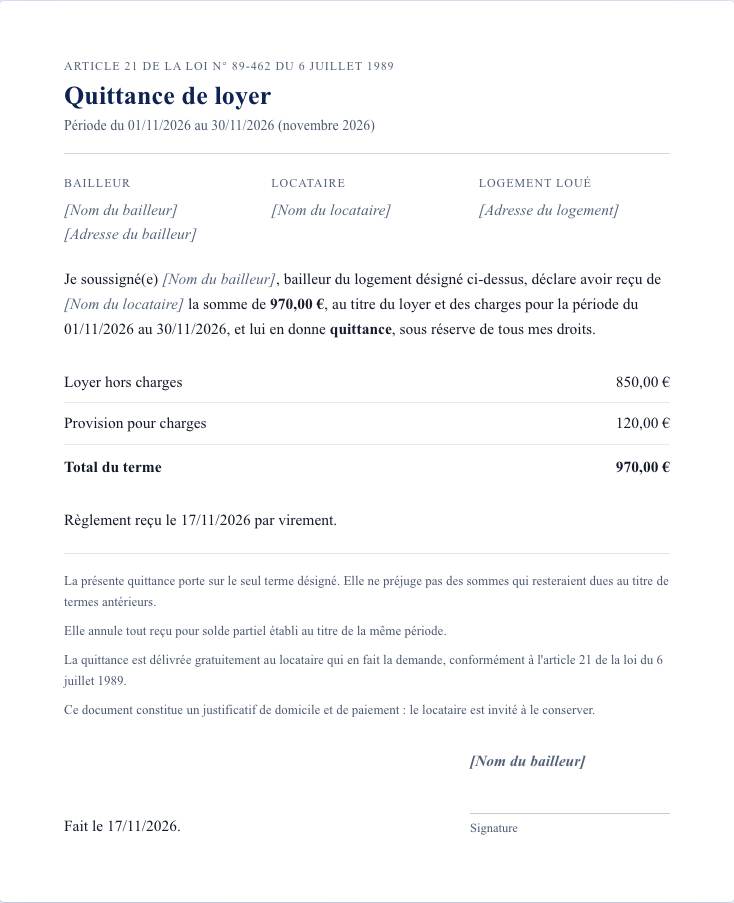 ARTICLE 21 DE LA LOI N° 89-462 DU 6 JUILLET 1989
Quittance de loyer
Période du 01/11/2026 au 30/11/2026 (novembre 2026)
BAILLEUR
[Nom du bailleur]
[Adresse du bailleur]
LOCATAIRE
[Nom du locataire]
LOGEMENT LOUÉ
[Adresse du logement]
Je soussigné(e) [Nom du bailleur], bailleur du logement désigné ci-dessus, déclare avoir reçu de
[Nom du locataire] la somme de 970,00 €, au titre du loyer et des charges pour la période du
01/11/2026 au 30/11/2026, et lui en donne quittance, sous réserve de tous mes droits.
Loyer hors charges 850,00 €
Provision pour charges 120,00 €
Total du terme 970,00 €
Règlement reçu le 17/11/2026 par virement.
La présente quittance porte sur le seul terme désigné. Elle ne préjuge pas des sommes qui resteraient dues au titre de
termes antérieurs.
Elle annule tout reçu pour solde partiel établi au titre de la même période.
La quittance est délivrée gratuitement au locataire qui en fait la demande, conformément à l'article 21 de la loi du 6
juillet 1989.
Ce document constitue un justificatif de domicile et de paiement : le locataire est invité à le conserver.
[Nom du bailleur]
Fait le 17/11/2026.
Signature